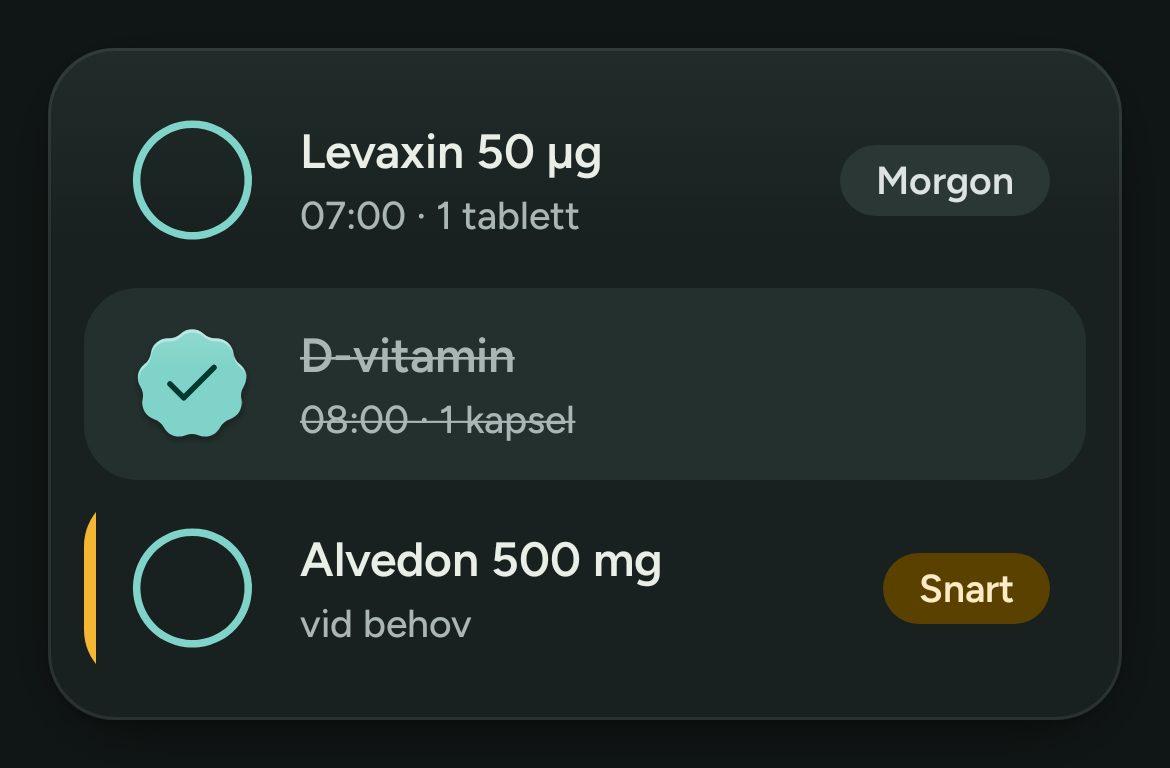 Levaxin 50 µg
07:00 · 1 tablett
Morgon
D-vitamin
08:00 · 1 kapsel
Alvedon 500 mg
vid behov
Snart